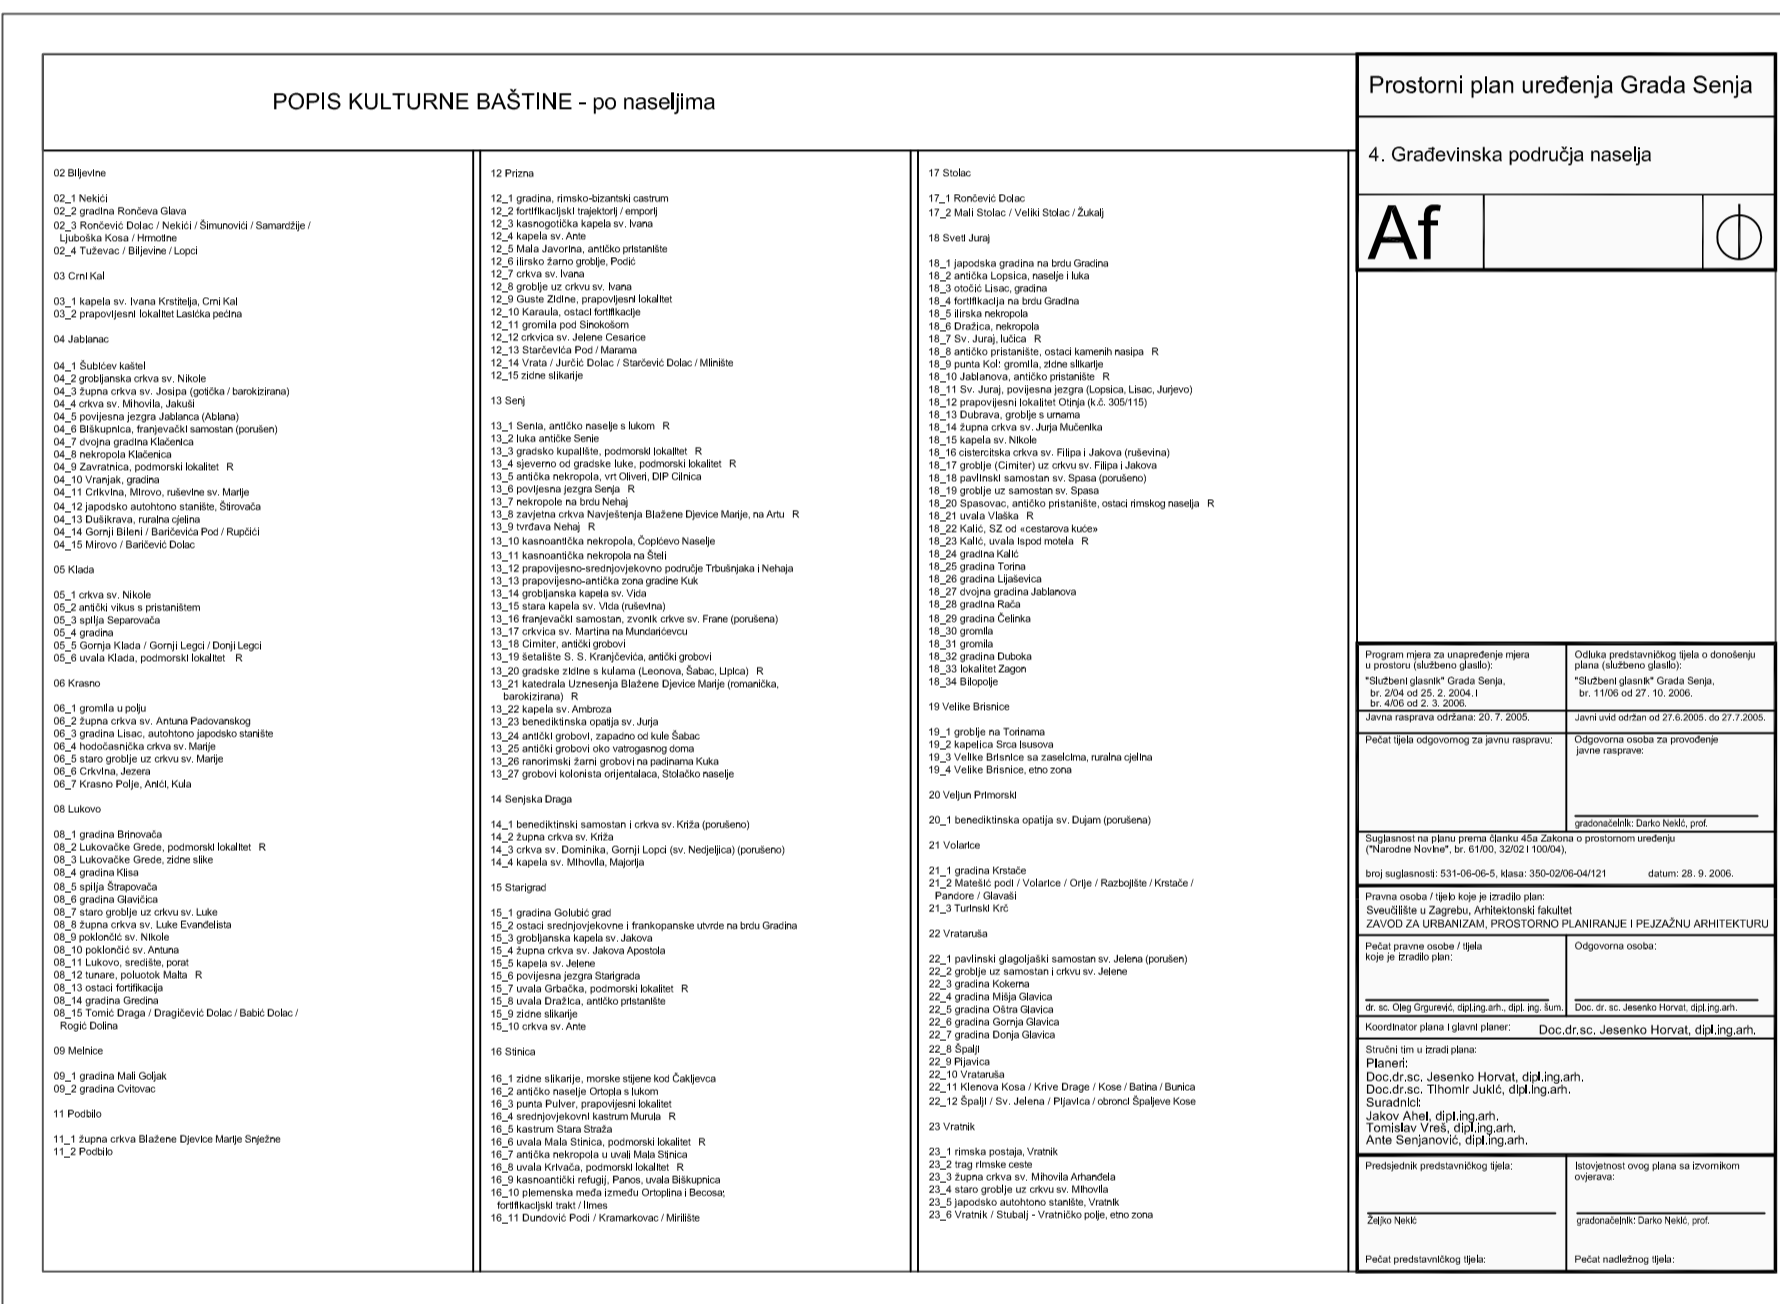 POPIS KULTURNE BAŠTINE - po naseljima
02 Biljevine
02_1 Nekići
02_2 gradina Rončeva Glava
02_3 Rončević Dolac / Nekići / Šimunovići / Samardžije /
Ljuboška Kosa / Hrmotine
02_4 Tuževac / Biljevine / Lopci
03 Crni Kal
03_1 kapela sv. Ivana Krstitelja, Crni Kal
03_2 prapovijesni lokalitet Lasićka pećina
04 Jablanac
04_1 Šubićev kaštel
04_2 grobljanska crkva sv. Nikole
04_3 župna crkva sv. Josipa (gotička / barokizirana)
04_4 crkva sv. Mihovila, Jakuši
04_5 povijesna jezgra Jablanca (Ablana)
04_6 Biškupnica, franjevački samostan (porušen)
04_7 dvojna gradina Klačenica
04_8 nekropola Klačenica
04_9 Zavratnica, podmorski lokalitet R
04_10 Vranjak, gradina
04_11 Crikvina, Mirovo, ruševine sv. Marije
04_12 japodsko autohtono stanište, Štirovača
04_13 Dušikrava, ruralna cjelina
04_14 Gornji Bileni / Baričevića Pod / Rupčići
04_15 Mirovo / Baričević Dolac
05 Klada
05_1 crkva sv. Nikole
05_2 antički vikus s pristaništem
05_3 spilja Separovača
05_4 gradina
05_5 Gornja Klada / Gornji Legci / Donji Legci
05_6 uvala Klada, podmorski lokalitet R
06 Krasno
06_1 gromila u polju
06_2 župna crkva sv. Antuna Padovanskog
06_3 gradina Lisac, autohtono japodsko stanište
06_4 hodočasnička crkva sv. Marije
06_5 staro groblje uz crkvu sv. Marije
06_6 Crkvina, Jezera
06_7 Krasno Polje, Anići, Kula
08 Lukovo
08_1 gradina Brinovača
08_2 Lukovačke Grede, podmorski lokalitet R
08_3 Lukovačke Grede, zidne slike
08_4 gradina Klisa
08_5 spilja Štrapovača
08_6 gradina Glavičica
08_7 staro groblje uz crkvu sv. Luke
08_8 župna crkva sv. Luke Evanđelista
08_9 poklončić sv. Nikole
08_10 poklončić sv. Antuna
08_11 Lukovo, središte, porat
08_12 tunare, poluotok Malta R
08_13 ostaci fortifikacija
08_14 gradina Gredina
08_15 Tomić Draga / Dragičević Dolac / Babić Dolac /
Rogić Dolina
09 Melnice
09_1 gradina Mali Goljak
09_2 gradina Cvitovac
11 Podbilo
11_1 župna crkva Blažene Djevice Marije Snježne
11_2 Podbilo
12 Prizna
12_1 gradina, rimsko-bizantski castrum
12_2 fortifikacijski trajektorij / emporij
12_3 kasnogotička kapela sv. Ivana
12_4 kapela sv. Ante
12_5 Mala Javorina, antičko pristanište
12_6 ilirsko žarno groblje, Podić
12_7 crkva sv. Ivana
12_8 groblje uz crkvu sv. Ivana
12_9 Guste Zidine, prapovijesni lokalitet
12_10 Karaula, ostaci fortifikacije
12_11 gromila pod Sinokošom
12_12 crkvica sv. Jelene Cesarice
12_13 Starčevića Pod / Marama
12_14 Vrata / Jurčić Dolac / Starčević Dolac / Mlinište
12_15 zidne slikarije
13 Senj
13_1 Senia, antičko naselje s lukom R
13_2 luka antičke Senie
13_3 gradsko kupalište, podmorski lokalitet R
13_4 sjeverno od gradske luke, podmorski lokalitet R
13_5 antička nekropola, vrt Oliveri, DIP Cilnica
13_6 povijesna jezgra Senja R
13_7 nekropole na brdu Nehaj
13_8 zavjetna crkva Navještenja Blažene Djevice Marije, na Artu R
13_9 tvrđava Nehaj R
13_10 kasnoantička nekropola, Čopićevo Naselje
13_11 kasnoantička nekropola na Šteli
13_12 prapovijesno-srednjovjekovno područje Trbušnjaka i Nehaja
13_13 prapovijesno-antička zona gradine Kuk
13_14 grobljanska kapela sv. Vida
13_15 stara kapela sv. Vida (ruševina)
13_16 franjevački samostan, zvonik crkve sv. Frane (porušena)
13_17 crkvica sv. Martina na Mundarićevcu
13_18 Cimiter, antički grobovi
13_19 šetalište S. S. Kranjčevića, antički grobovi
13_20 gradske zidine s kulama (Leonova, Šabac, Lipica) R
13_21 katedrala Uznesenja Blažene Djevice Marije (romanička,
barokizirana) R
13_22 kapela sv. Ambroza
13_23 benediktinska opatija sv. Jurja
13_24 antički grobovi, zapadno od kule Šabac
13_25 antički grobovi oko vatrogasnog doma
13_26 ranorimski žarni grobovi na padinama Kuka
13_27 grobovi kolonista orijentalaca, Stolačko naselje
14 Senjska Draga
14_1 benediktinski samostan i crkva sv. Križa (porušeno)
14_2 župna crkva sv. Križa
14_3 crkva sv. Dominika, Gornji Lopci (sv. Nedjeljica) (porušeno)
14_4 kapela sv. Mihovila, Majorija
15 Starigrad
15_1 gradina Golubić grad
15_2 ostaci srednjovjekovne i frankopanske utvrde na brdu Gradina
15_3 grobljanska kapela sv. Jakova
15_4 župna crkva sv. Jakova Apostola
15_5 kapela sv. Jelene
15_6 povijesna jezgra Starigrada
15_7 uvala Grbačka, podmorski lokalitet R
15_8 uvala Dražica, antičko pristanište
15_9 zidne slikarije
15_10 crkva sv. Ante
16 Stinica
16_1 zidne slikarije, morske stijene kod Čakljevca
16_2 antičko naselje Ortopla s lukom
16_3 punta Pulver, prapovijesni lokalitet
16_4 srednjovjekovni kastrum Murula R
16_5 kastrum Stara Straža
16_6 uvala Mala Stinica, podmorski lokalitet R
16_7 antička nekropola u uvali Mala Stinica
16_8 uvala Krivača, podmorski lokalitet R
16_9 kasnoantički refugij, Panos, uvala Biškupnica
16_10 plemenska međa između Ortoplina i Becosa;
fortifikacijski trakt / limes
16_11 Dundović Podi / Kramarkovac / Mirilište
17 Stolac
17_1 Rončević Dolac
17_2 Mali Stolac / Veliki Stolac / Žukalj
18 Sveti Juraj
18_1 japodska gradina na brdu Gradina
18_2 antička Lopsica, naselje i luka
18_3 otočić Lisac, gradina
18_4 fortifikacija na brdu Gradina
18_5 ilirska nekropola
18_6 Dražica, nekropola
18_7 Sv. Juraj, lučica R
18_8 antičko pristanište, ostaci kamenih nasipa R
18_9 punta Kol: gromila, zidne slikarije
18_10 Jablanova, antičko pristanište R
18_11 Sv. Juraj, povijesna jezgra (Lopsica, Lisac, Jurjevo)
18_12 prapovijesni lokalitet Otinja (k.č. 305/115)
18_13 Dubrava, groblje s urnama
18_14 župna crkva sv. Jurja Mučenika
18_15 kapela sv. Nikole
18_16 cistercitska crkva sv. Filipa i Jakova (ruševina)
18_17 groblje (Cimiter) uz crkvu sv. Filipa i Jakova
18_18 pavlinski samostan sv. Spasa (porušeno)
18_19 groblje uz samostan sv. Spasa
18_20 Spasovac, antičko pristanište, ostaci rimskog naselja R
18_21 uvala Vlaška R
18_22 Kalić, SZ od «cestarova kuće»
18_23 Kalić, uvala ispod motela R
18_24 gradina Kalić
18_25 gradina Torina
18_26 gradina Lijaševica
18_27 dvojna gradina Jablanova
18_28 gradina Rača
18_29 gradina Čelinka
18_30 gromila
18_31 gromila
18_32 gradina Duboka
18_33 lokalitet Zagon
18_34 Bilopolje
19 Velike Brisnice
19_1 groblje na Torinama
19_2 kapelica Srca Isusova
19_3 Velike Brisnice sa zaselcima, ruralna cjelina
19_4 Velike Brisnice, etno zona
20 Veljun Primorski
20_1 benediktinska opatija sv. Dujam (porušena)
21 Volarice
21_1 gradina Krstače
21_2 Matešić podi / Volarice / Orlje / Razbojište / Krstače /
Pandore / Glavaši
21_3 Turinski Krč
22 Vrataruša
22_1 pavlinski glagoljaški samostan sv. Jelena (porušen)
22_2 groblje uz samostan i crkvu sv. Jelene
22_3 gradina Kokerna
22_4 gradina Mišja Glavica
22_5 gradina Oštra Glavica
22_6 gradina Gornja Glavica
22_7 gradina Donja Glavica
22_8 Špalji
22_9 Pijavica
22_10 Vrataruša
22_11 Klenova Kosa / Krive Drage / Kose / Batina / Bunica
22_12 Špalji / Sv. Jelena / Pijavica / obronci Špaljeve Kose
23 Vratnik
23_1 rimska postaja, Vratnik
23_2 trag rimske ceste
23_3 župna crkva sv. Mihovila Arhanđela
23_4 staro groblje uz crkvu sv. Mihovila
23_5 japodsko autohtono stanište, Vratnik
23_6 Vratnik / Stubalj - Vratničko polje, etno zona
Prostorni plan uređenja Grada Senja
4. Građevinska područja naselja
Af
Program mjera za unapređenje mjera
u prostoru (službeno glasilo):
"Službeni glasnik" Grada Senja,
br. 2/04 od 25. 2. 2004. i
br. 4/06 od 2. 3. 2006.
Odluka predstavničkog tijela o donošenju
plana (službeno glasilo):
"Službeni glasnik" Grada Senja,
br. 11/06 od 27. 10. 2006.
Javna rasprava održana: 20. 7. 2005.
Javni uvid održan od 27.6.2005. do 27.7.2005.
Pečat tijela odgovornog za javnu raspravu:
Odgovorna osoba za provođenje
javne rasprave:
gradonačelnik: Darko Nekić, prof.
Suglasnost na planu prema članku 45a Zakona o prostornom uređenju
("Narodne Novine", br. 61/00, 32/02 i 100/04),
broj suglasnosti: 531-06-06-5, klasa: 350-02/06-04/121 datum: 28. 9. 2006.
Pravna osoba / tijelo koje je izradilo plan:
Sveučilište u Zagrebu, Arhitektonski fakultet
ZAVOD ZA URBANIZAM, PROSTORNO PLANIRANJE I PEJZAŽNU ARHITEKTURU
Pečat pravne osobe / tijela
koje je izradilo plan:
Odgovorna osoba:
dr. sc. Oleg Grgurević, dipl.ing.arh., dipl. ing. šum.
Doc. dr. sc. Jesenko Horvat, dipl.ing.arh.
Koordinator plana i glavni planer: Doc.dr.sc. Jesenko Horvat, dipl.ing.arh.
Stručni tim u izradi plana:
Planeri:
Doc.dr.sc. Jesenko Horvat, dipl.ing.arh.
Doc.dr.sc. Tihomir Jukić, dipl.ing.arh.
Suradnici:
Jakov Ahel, dipl.ing.arh.
Tomislav Vreš, dipl.ing.arh.
Ante Senjanović, dipl.ing.arh.
Predsjednik predstavničkog tijela:
Istovjetnost ovog plana sa izvornikom
ovjerava:
Željko Nekić
gradonačelnik: Darko Nekić, prof.
Pečat predstavničkog tijela:
Pečat nadležnog tijela: